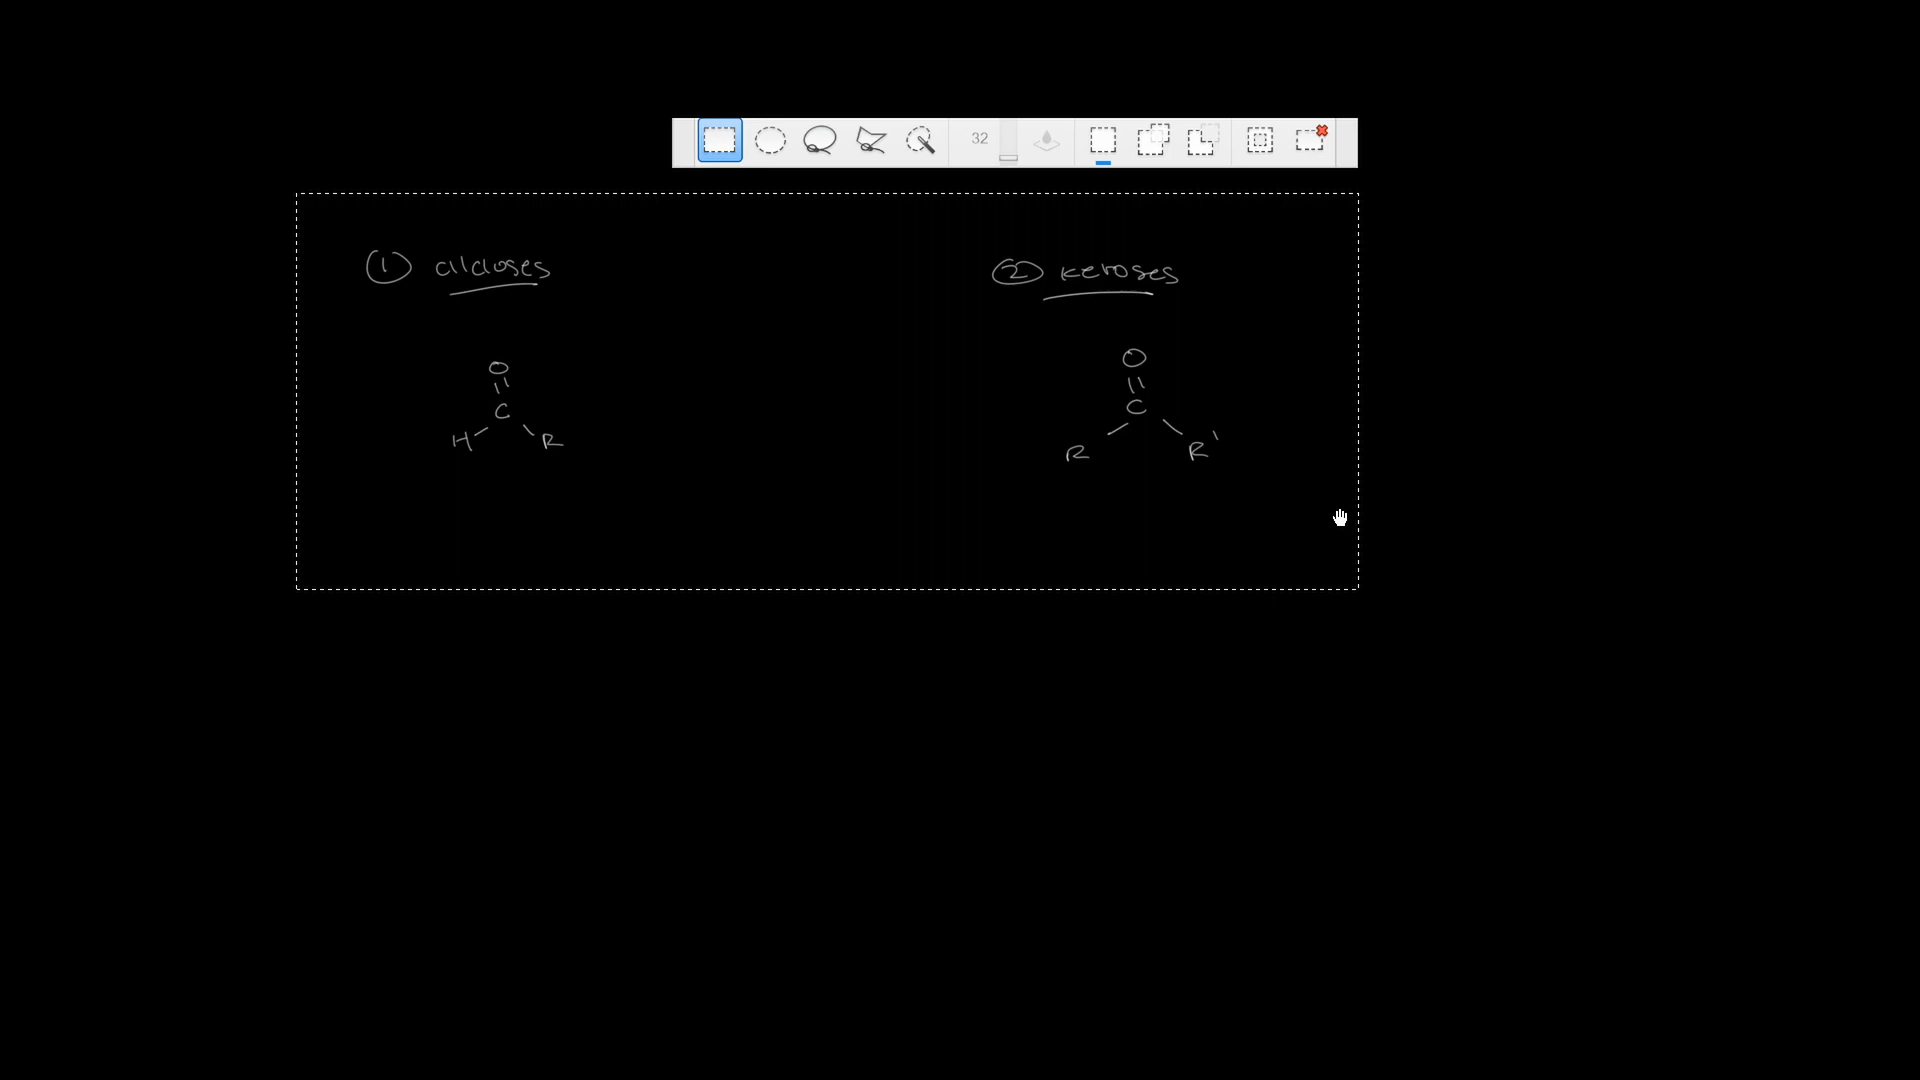 32
① aldoses
② ketoses
O
||
C
H R
O
||
C
R R'